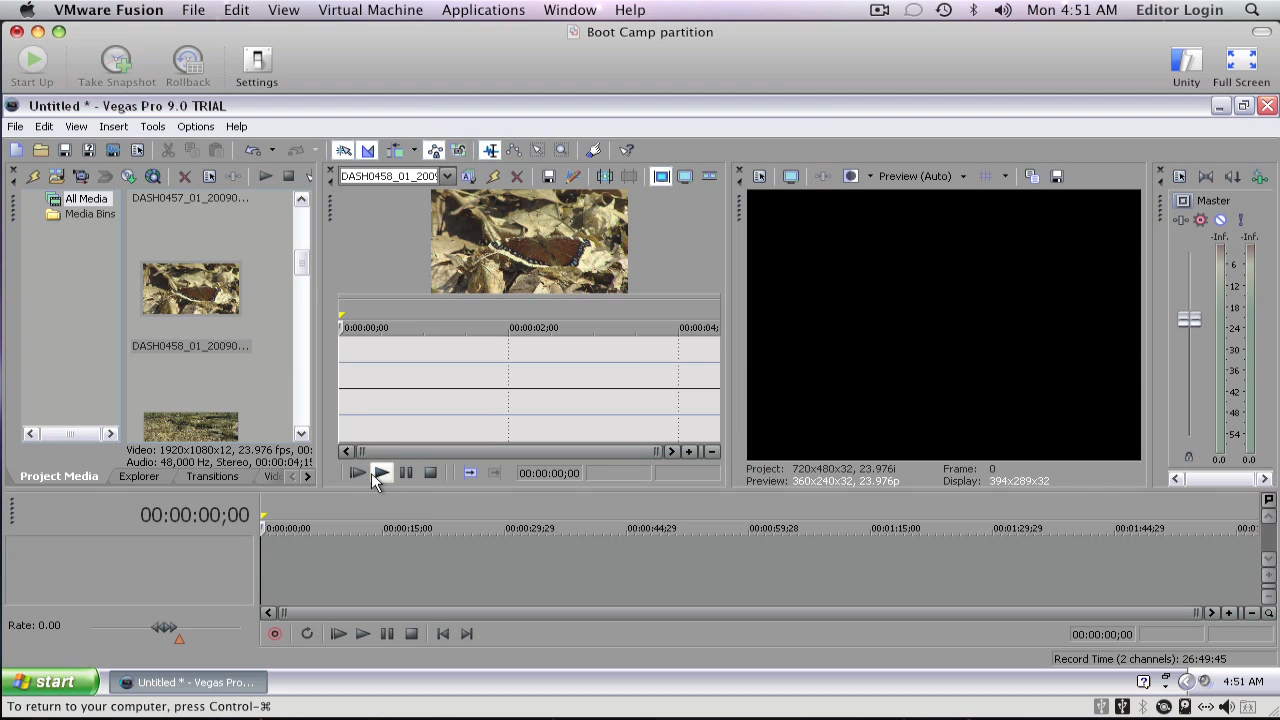 VMware Fusion File Edit View Virtual Machine Applications Window Help Mon 4:51 AM Editor Login
Boot Camp partition
Start Up Take Snapshot Rollback Settings Unity Full Screen
Untitled * - Vegas Pro 9.0 TRIAL
File Edit View Insert Tools Options Help
DASH0458_01_2009 Preview (Auto)
All Media
Media Bins
DASH0457_01_20090...
DASH0458_01_20090...
Video: 1920x1080x12, 23.976 fps,
Audio: 48,000 Hz, Stereo, 00:00:04;
Project Media Explorer Transitions
00:00:00;00 00:00:02;00 00:00:04;
00:00:00;00
Project: 720x480x32, 23.976i Frame: 0
Preview: 360x240x32, 23.976p Display: 394x289x32
Master
-Inf. -Inf.
6
12
18
24
30
36
42
48
54
0.0 0.0
00:00:00;00
00:00:00;00 00:00:15;00 00:00:29;29 00:00:44;29 00:00:59;28 00:01:15;00 00:01:29;29 00:01:44;29 00:0
Rate: 0.00
00:00:00;00
Record Time (2 channels): 26:49:45
start Untitled * - Vegas Pro... 4:51 AM
To return to your computer, press Control-⌘